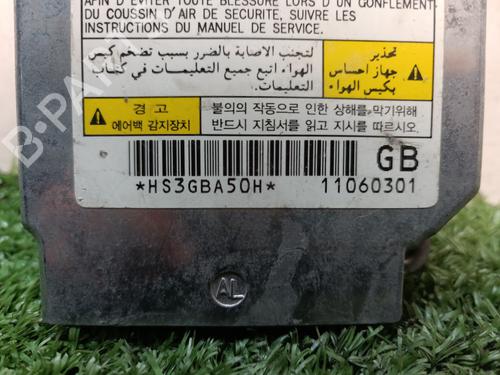 AFIN D'EVITER TOUTE BLESSURE LORS D'UN GONFLEMENT
DU COUSSIN D'AIR DE SECURITE, SUIVRE LES
INSTRUCTIONS DU MANUEL DE SERVICE.
تحذير
جهاز احساس
بكيس الهواء
لتجنب الاصابة بالضرر بسبب تضخم كيس
الهواء اتبع جميع التعليمات في كتاب
التعليمات.
경 고
에어백 감지장치
불의의 작동으로 인한 상해를막기위해
반드시 지침서를 읽고 지시를 따르시오.
GB
*HS3GBA50H* 11060301
AL
B-PARTS